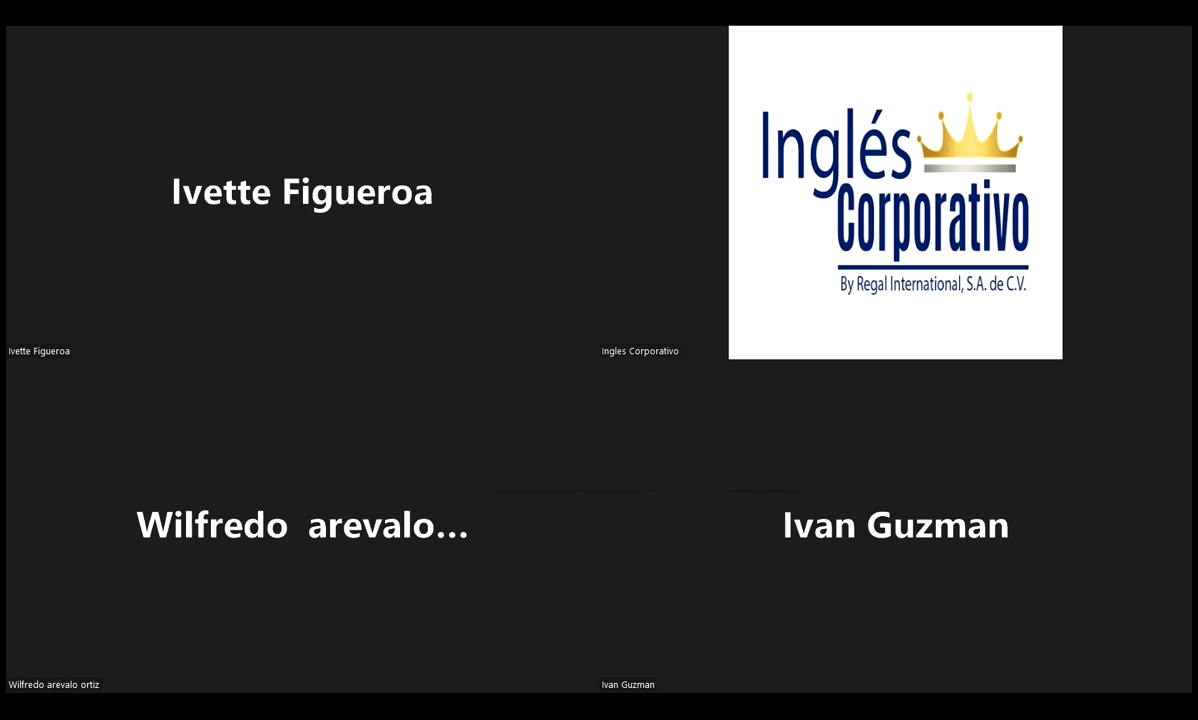 Ivette Figueroa
Inglés
Corporativo
By Regal International, S.A. de C.V.
Ivette Figueroa
Ingles Corporativo
Wilfredo arevalo...
Ivan Guzman
Wilfredo arevalo ortiz
Ivan Guzman